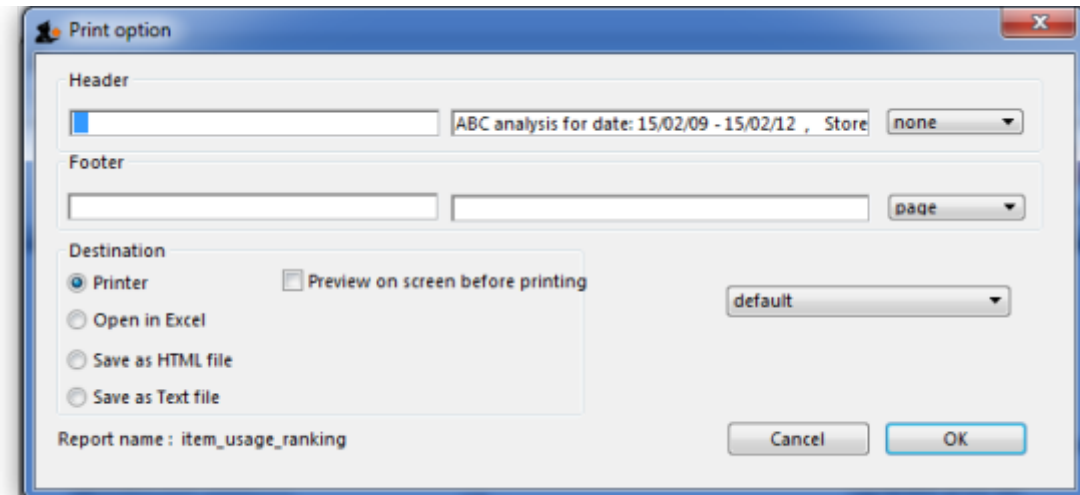 Print option
Header
ABC analysis for date: 15/02/09 - 15/02/12 , Store none
Footer
page
Destination
Printer Preview on screen before printing
default
Open in Excel
Save as HTML file
Save as Text file
Report name : item_usage_ranking
Cancel OK